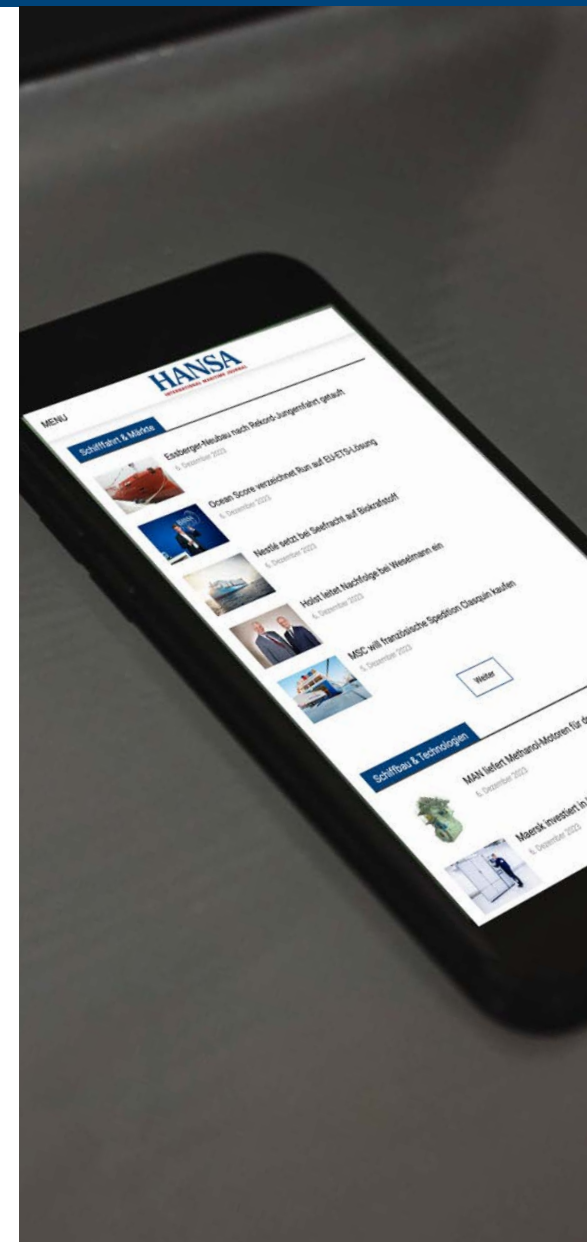 MENU
HANSA
INTERNATIONAL MARITIME JOURNAL
Schifffahrt & Märkte
Essberger-Neubau nach Rekord-Jungfernfahrt getauft
6. Dezember 2023
Ocean Score verzeichnet Run auf EU-ETS-Lösung
6. Dezember 2023
Nestlé setzt bei Seefracht auf Biokraftstoff
6. Dezember 2023
Holst leitet Nachfolge bei Weselmann ein
6. Dezember 2023
MSC will französische Spedition Clasquin kaufen
6. Dezember 2023
Weiter
Schiffbau & Technologien
MAN liefert Methanol-Motoren für
6. Dezember 2023
Maersk investiert in
6. Dezember 2023